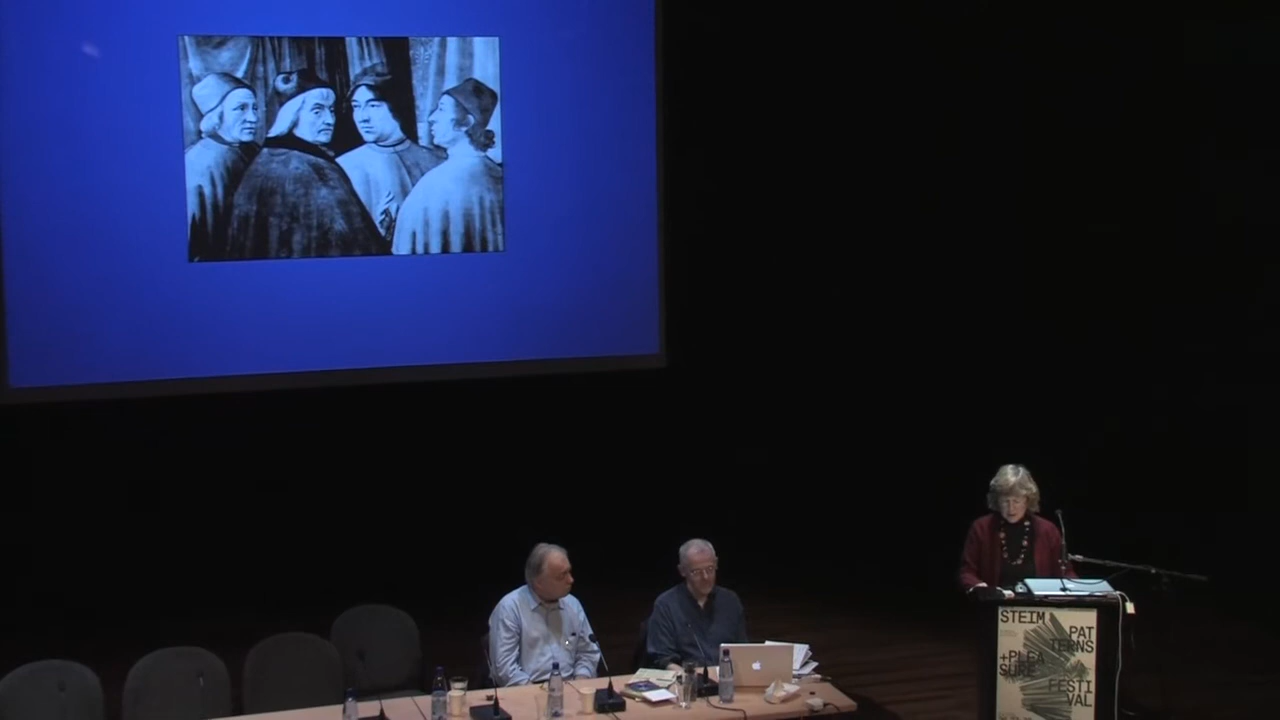 STEIM
PAT
TERNS
+PLEA
SURE
FESTI
VAL